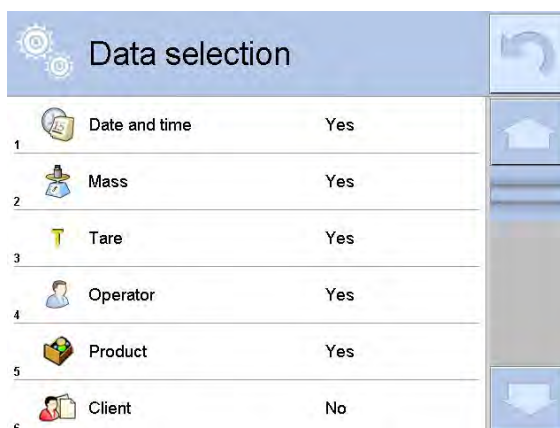 Data selection
1 Date and time Yes
2 Mass Yes
3 Tare Yes
4 Operator Yes
5 Product Yes
6 Client No